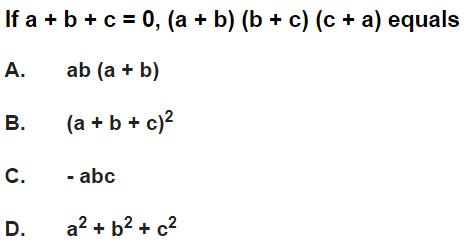 If a + b + c = 0, (a + b) (b + c) (c + a) equals
A. ab (a + b)
B. (a + b + c)²
C. - abc
D. a² + b² + c²